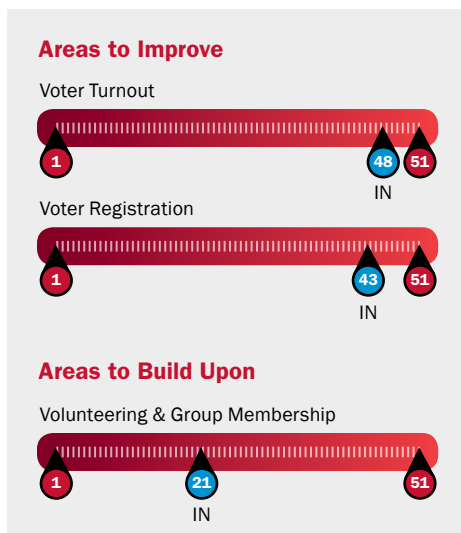 Areas to Improve
Voter Turnout
1 48 51
IN
Voter Registration
1 43 51
IN
Areas to Build Upon
Volunteering & Group Membership
1 21 51
IN